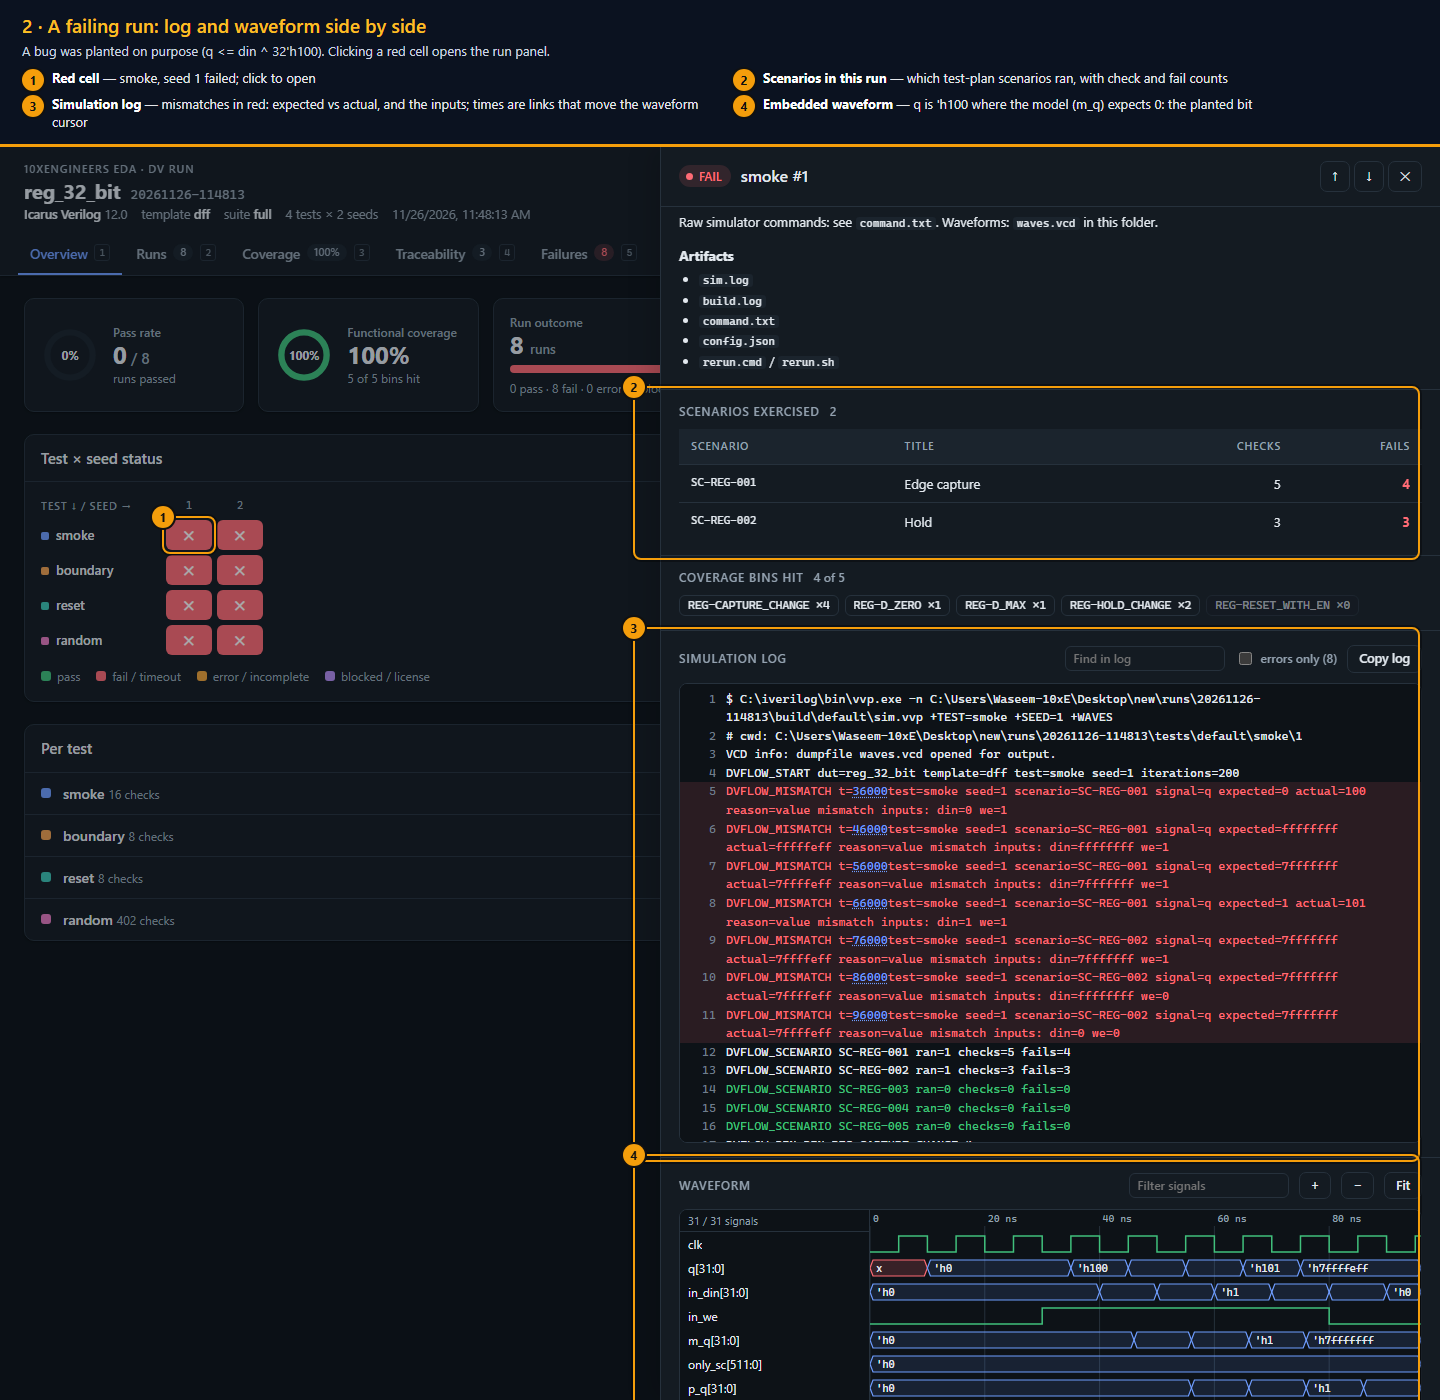 2 · A failing run: log and waveform side by side
A bug was planted on purpose (q <= din ^ 32'h100). Clicking a red cell opens the run panel.
1 Red cell — smoke, seed 1 failed; click to open
2 Scenarios in this run — which test-plan scenarios ran, with check and fail counts
3 Simulation log — mismatches in red: expected vs actual, and the inputs; times are links that move the waveform
cursor
4 Embedded waveform — q is 'h100 where the model (m_q) expects 0: the planted bit
10XENGINEERS EDA · DV RUN
reg_32_bit 20261126-114813
Icarus Verilog 12.0 template dff suite full 4 tests × 2 seeds 11/26/2026, 11:48:13 AM
Overview 1 Runs 8 2 Coverage 100% 3 Traceability 3 4 Failures 8 5
0%
Pass rate
0 / 8
runs passed
100%
Functional coverage
100%
5 of 5 bins hit
Run outcome
8 runs
0 pass · 8 fail · 0 error
Test × seed status
TEST ↓ / SEED → 1 2
1
smoke × ×
boundary × ×
reset × ×
random × ×
pass fail / timeout error / incomplete blocked / license
Per test
smoke 16 checks
boundary 8 checks
reset 8 checks
random 402 checks
FAIL smoke #1 ↑ ↓ ×
Raw simulator commands: see command.txt. Waveforms: waves.vcd in this folder.
Artifacts
• sim.log
• build.log
• command.txt
• config.json
• rerun.cmd / rerun.sh
2
SCENARIOS EXERCISED 2
SCENARIO TITLE CHECKS FAILS
SC-REG-001 Edge capture 5 4
SC-REG-002 Hold 3 3
COVERAGE BINS HIT 4 of 5
REG-CAPTURE_CHANGE ×4 REG-D_ZERO ×1 REG-D_MAX ×1 REG-HOLD_CHANGE ×2 REG-RESET_WITH_EN ×0
3
SIMULATION LOG Find in log errors only (8) Copy log
1 $ C:\iverilog\bin\vvp.exe -n C:\Users\Waseem-10xE\Desktop\new\runs\20261126-
114813\build\default\sim.vvp +TEST=smoke +SEED=1 +WAVES
2 # cwd: C:\Users\Waseem-10xE\Desktop\new\runs\20261126-114813\tests\default\smoke\1
3 VCD info: dumpfile waves.vcd opened for output.
4 DVFLOW_START dut=reg_32_bit template=dff test=smoke seed=1 iterations=200
5 DVFLOW_MISMATCH t=36000test=smoke seed=1 scenario=SC-REG-001 signal=q expected=0 actual=100
reason=value mismatch inputs: din=0 we=1
6 DVFLOW_MISMATCH t=46000test=smoke seed=1 scenario=SC-REG-001 signal=q expected=ffffffff
actual=fffffeff reason=value mismatch inputs: din=ffffffff we=1
7 DVFLOW_MISMATCH t=56000test=smoke seed=1 scenario=SC-REG-001 signal=q expected=7fffffff
actual=7ffffeff reason=value mismatch inputs: din=7fffffff we=1
8 DVFLOW_MISMATCH t=66000test=smoke seed=1 scenario=SC-REG-001 signal=q expected=1 actual=101
reason=value mismatch inputs: din=1 we=1
9 DVFLOW_MISMATCH t=76000test=smoke seed=1 scenario=SC-REG-002 signal=q expected=7fffffff
actual=7ffffeff reason=value mismatch inputs: din=7fffffff we=1
10 DVFLOW_MISMATCH t=86000test=smoke seed=1 scenario=SC-REG-002 signal=q expected=7fffffff
actual=7ffffeff reason=value mismatch inputs: din=ffffffff we=0
11 DVFLOW_MISMATCH t=96000test=smoke seed=1 scenario=SC-REG-002 signal=q expected=7fffffff
actual=7ffffeff reason=value mismatch inputs: din=0 we=0
12 DVFLOW_SCENARIO SC-REG-001 ran=1 checks=5 fails=4
13 DVFLOW_SCENARIO SC-REG-002 ran=1 checks=3 fails=3
14 DVFLOW_SCENARIO SC-REG-003 ran=0 checks=0 fails=0
15 DVFLOW_SCENARIO SC-REG-004 ran=0 checks=0 fails=0
16 DVFLOW_SCENARIO SC-REG-005 ran=0 checks=0 fails=0
4
WAVEFORM Filter signals + − Fit
31 / 31 signals 0 20 ns 40 ns 60 ns 80 ns
clk
q[31:0] x 'h0 'h100 'h101 'h7ffffeff
in_din[31:0] 'h0 'h1 'h0
in_we
m_q[31:0] 'h0 'h1 'h7fffffff
only_sc[511:0] 'h0
p_q[31:0] 'h0 'h1